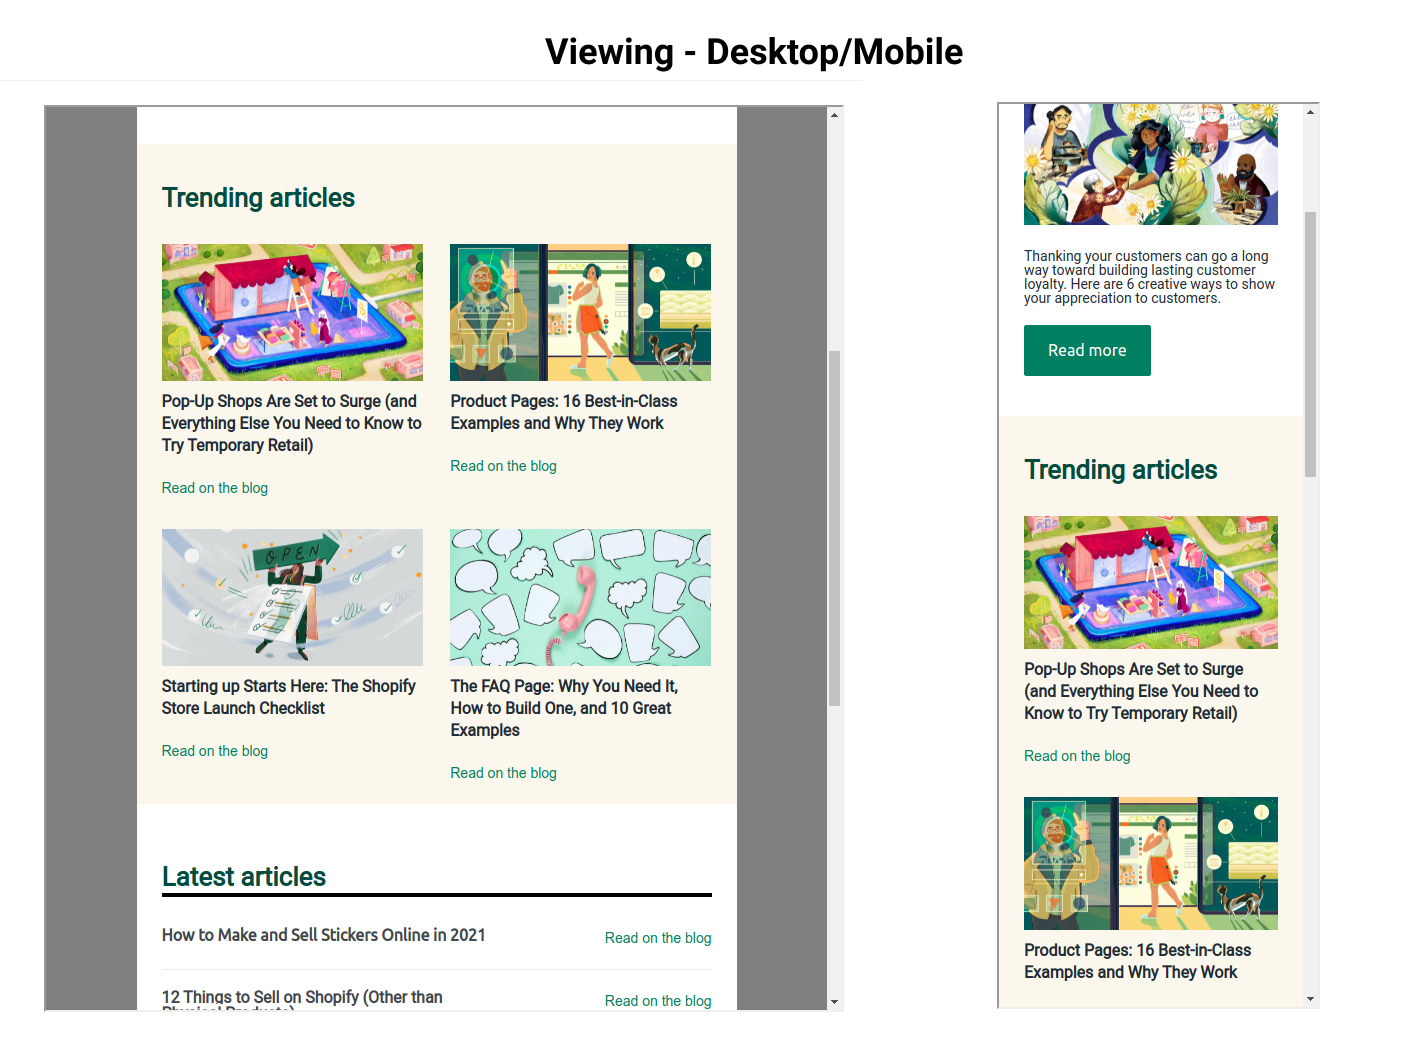 Viewing - Desktop/Mobile
Trending articles
Pop-Up Shops Are Set to Surge (and
Everything Else You Need to Know to
Try Temporary Retail)
Read on the blog
Product Pages: 16 Best-in-Class
Examples and Why They Work
Read on the blog
OPEN
Starting up Starts Here: The Shopify
Store Launch Checklist
Read on the blog
The FAQ Page: Why You Need It,
How to Build One, and 10 Great
Examples
Read on the blog
Latest articles
How to Make and Sell Stickers Online in 2021
Read on the blog
12 Things to Sell on Shopify (Other than
Physical Products)
Read on the blog
Thanking your customers can go a long
way toward building lasting customer
loyalty. Here are 6 creative ways to show
your appreciation to customers.
Read more
Trending articles
Pop-Up Shops Are Set to Surge
(and Everything Else You Need to
Know to Try Temporary Retail)
Read on the blog
Product Pages: 16 Best-in-Class
Examples and Why They Work